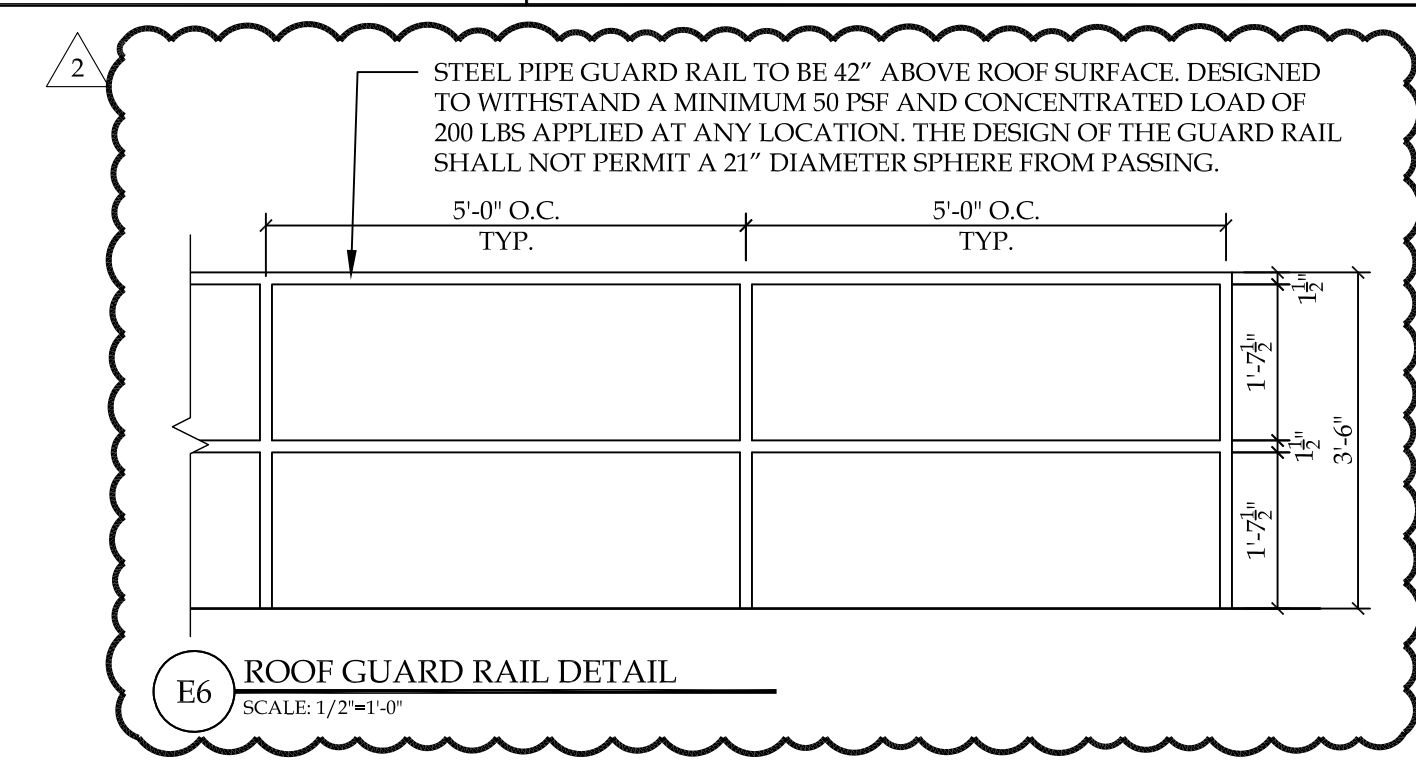 2
STEEL PIPE GUARD RAIL TO BE 42” ABOVE ROOF SURFACE. DESIGNED
TO WITHSTAND A MINIMUM 50 PSF AND CONCENTRATED LOAD OF
200 LBS APPLIED AT ANY LOCATION. THE DESIGN OF THE GUARD RAIL
SHALL NOT PERMIT A 21” DIAMETER SPHERE FROM PASSING.
5'-0" O.C.
TYP.
5'-0" O.C.
TYP.
1½"
1'-7½"
1½"
3'-6"
1'-7½"
E6
ROOF GUARD RAIL DETAIL
SCALE: 1/2"=1'-0"